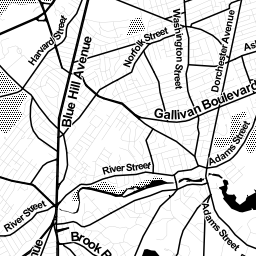 Harvard Street
Blue Hill Avenue
Norfolk Street
Washington Street
Dorchester Avenue
Gallivan Boulevard
Adams Street
River Street
River Street
Adams Street
Brook